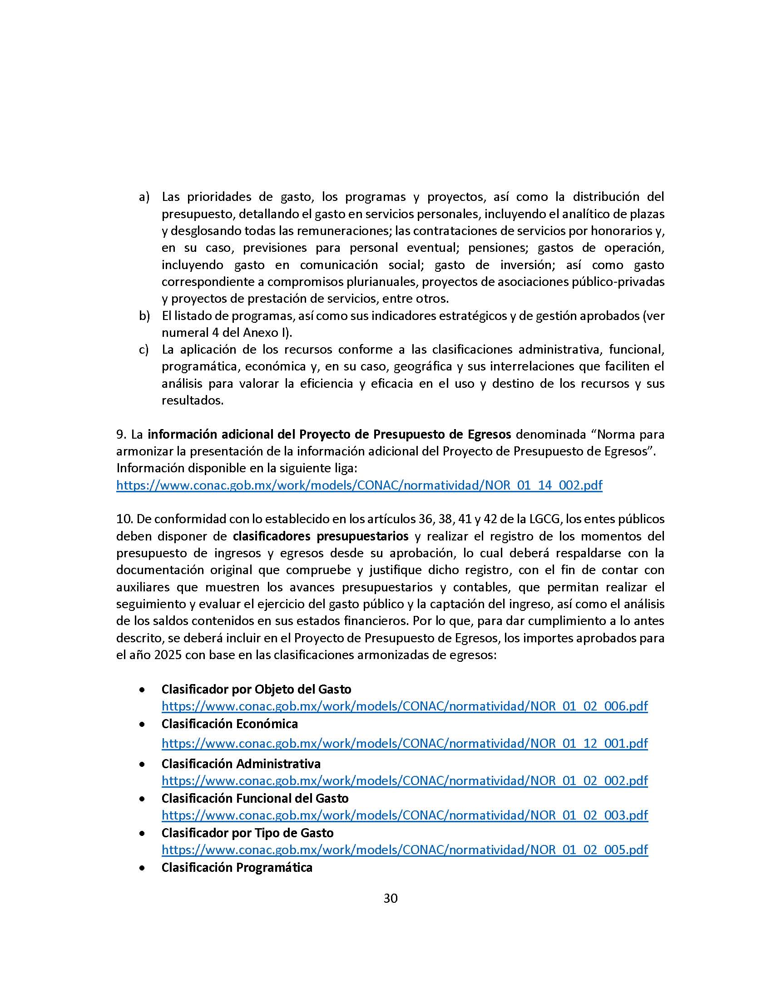 a) Las prioridades de gasto, los programas y proyectos, así como la distribución del
presupuesto, detallando el gasto en servicios personales, incluyendo el analítico de plazas
y desglosando todas las remuneraciones; las contrataciones de servicios por honorarios y,
en su caso, previsiones para personal eventual; pensiones; gastos de operación,
incluyendo gasto en comunicación social; gasto de inversión; así como gasto
correspondiente a compromisos plurianuales, proyectos de asociaciones público-privadas
y proyectos de prestación de servicios, entre otros.
b) El listado de programas, así como sus indicadores estratégicos y de gestión aprobados (ver
numeral 4 del Anexo I).
c) La aplicación de los recursos conforme a las clasificaciones administrativa, funcional,
programática, económica y, en su caso, geográfica y sus interrelaciones que faciliten el
análisis para valorar la eficiencia y eficacia en el uso y destino de los recursos y sus
resultados.
9. La información adicional del Proyecto de Presupuesto de Egresos denominada “Norma para
armonizar la presentación de la información adicional del Proyecto de Presupuesto de Egresos”.
Información disponible en la siguiente liga:
https://www.conac.gob.mx/work/models/CONAC/normatividad/NOR_01_14_002.pdf
10. De conformidad con lo establecido en los artículos 36, 38, 41 y 42 de la LGCG, los entes públicos
deben disponer de clasificadores presupuestarios y realizar el registro de los momentos del
presupuesto de ingresos y egresos desde su aprobación, lo cual deberá respaldarse con la
documentación original que compruebe y justifique dicho registro, con el fin de contar con
auxiliares que muestren los avances presupuestarios y contables, que permitan realizar el
seguimiento y evaluar el ejercicio del gasto público y la captación del ingreso, así como el análisis
de los saldos contenidos en sus estados financieros. Por lo que, para dar cumplimiento a lo antes
descrito, se deberá incluir en el Proyecto de Presupuesto de Egresos, los importes aprobados para
el año 2025 con base en las clasificaciones armonizadas de egresos:
• Clasificador por Objeto del Gasto
https://www.conac.gob.mx/work/models/CONAC/normatividad/NOR_01_02_006.pdf
• Clasificación Económica
https://www.conac.gob.mx/work/models/CONAC/normatividad/NOR_01_12_001.pdf
• Clasificación Administrativa
https://www.conac.gob.mx/work/models/CONAC/normatividad/NOR_01_02_002.pdf
• Clasificación Funcional del Gasto
https://www.conac.gob.mx/work/models/CONAC/normatividad/NOR_01_02_003.pdf
• Clasificador por Tipo de Gasto
https://www.conac.gob.mx/work/models/CONAC/normatividad/NOR_01_02_005.pdf
• Clasificación Programática
30